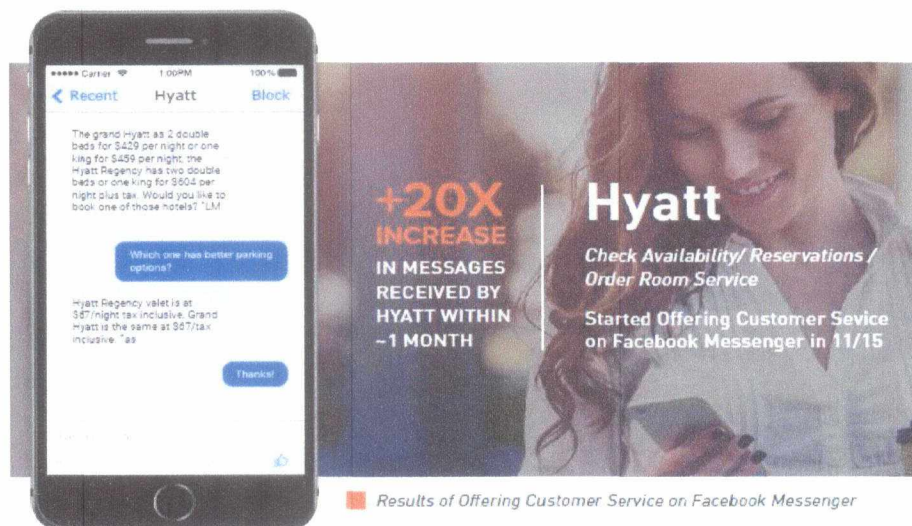 Carrier 1:00PM 100%
Recent Hyatt Block
The grand Hyatt as 2 double
beds for $429 per night or one
king for $459 per night, the
Hyatt Regency has two double
beds or one king for $604 per
night plus tax. Would you like to
book one of those hotels? ^LM
Which one has better parking
options?
Hyatt Regency valet is at
$67/night tax inclusive. Grand
Hyatt is the same at $67/tax
inclusive. ^as
Thanks!
+20X
INCREASE
IN MESSAGES
RECEIVED BY
HYATT WITHIN
~1 MONTH
Hyatt
Check Availability/ Reservations /
Order Room Service
Started Offering Customer Sevice
on Facebook Messenger in 11/15
Results of Offering Customer Service on Facebook Messenger